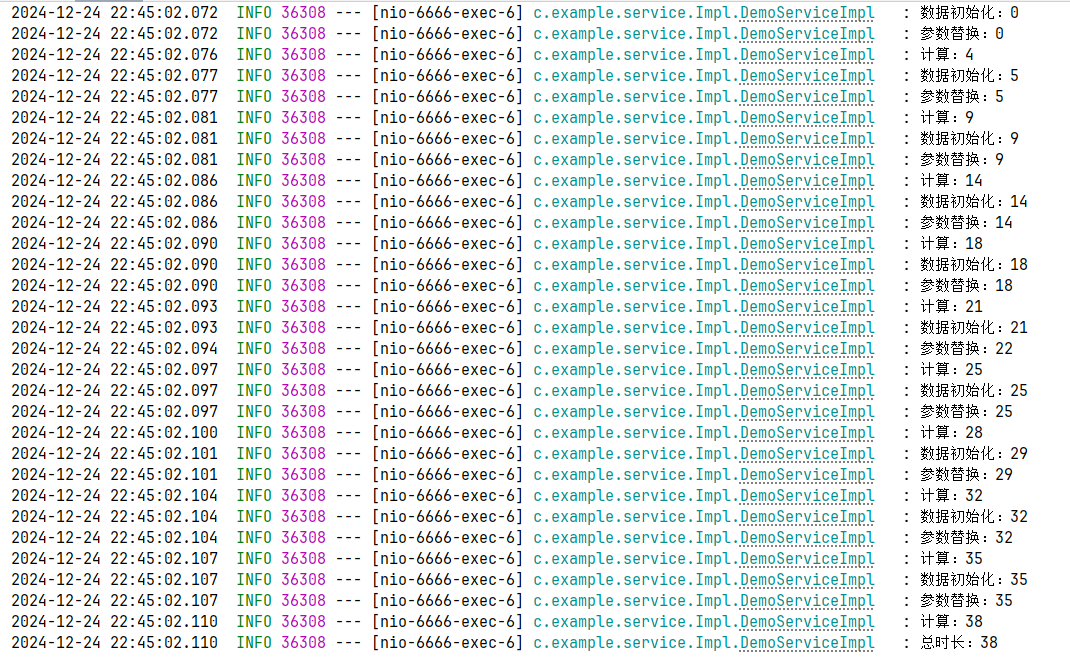 2024-12-24 22:45:02.072  INFO 36308 --- [nio-6666-exec-6] c.example.service.Impl.DemoServiceImpl   : 数据初始化：0
2024-12-24 22:45:02.072  INFO 36308 --- [nio-6666-exec-6] c.example.service.Impl.DemoServiceImpl   : 参数替换：0
2024-12-24 22:45:02.076  INFO 36308 --- [nio-6666-exec-6] c.example.service.Impl.DemoServiceImpl   : 计算：4
2024-12-24 22:45:02.077  INFO 36308 --- [nio-6666-exec-6] c.example.service.Impl.DemoServiceImpl   : 数据初始化：5
2024-12-24 22:45:02.077  INFO 36308 --- [nio-6666-exec-6] c.example.service.Impl.DemoServiceImpl   : 参数替换：5
2024-12-24 22:45:02.081  INFO 36308 --- [nio-6666-exec-6] c.example.service.Impl.DemoServiceImpl   : 计算：9
2024-12-24 22:45:02.081  INFO 36308 --- [nio-6666-exec-6] c.example.service.Impl.DemoServiceImpl   : 数据初始化：9
2024-12-24 22:45:02.081  INFO 36308 --- [nio-6666-exec-6] c.example.service.Impl.DemoServiceImpl   : 参数替换：9
2024-12-24 22:45:02.086  INFO 36308 --- [nio-6666-exec-6] c.example.service.Impl.DemoServiceImpl   : 计算：14
2024-12-24 22:45:02.086  INFO 36308 --- [nio-6666-exec-6] c.example.service.Impl.DemoServiceImpl   : 数据初始化：14
2024-12-24 22:45:02.086  INFO 36308 --- [nio-6666-exec-6] c.example.service.Impl.DemoServiceImpl   : 参数替换：14
2024-12-24 22:45:02.090  INFO 36308 --- [nio-6666-exec-6] c.example.service.Impl.DemoServiceImpl   : 计算：18
2024-12-24 22:45:02.090  INFO 36308 --- [nio-6666-exec-6] c.example.service.Impl.DemoServiceImpl   : 数据初始化：18
2024-12-24 22:45:02.090  INFO 36308 --- [nio-6666-exec-6] c.example.service.Impl.DemoServiceImpl   : 参数替换：18
2024-12-24 22:45:02.093  INFO 36308 --- [nio-6666-exec-6] c.example.service.Impl.DemoServiceImpl   : 计算：21
2024-12-24 22:45:02.093  INFO 36308 --- [nio-6666-exec-6] c.example.service.Impl.DemoServiceImpl   : 数据初始化：21
2024-12-24 22:45:02.094  INFO 36308 --- [nio-6666-exec-6] c.example.service.Impl.DemoServiceImpl   : 参数替换：22
2024-12-24 22:45:02.097  INFO 36308 --- [nio-6666-exec-6] c.example.service.Impl.DemoServiceImpl   : 计算：25
2024-12-24 22:45:02.097  INFO 36308 --- [nio-6666-exec-6] c.example.service.Impl.DemoServiceImpl   : 数据初始化：25
2024-12-24 22:45:02.097  INFO 36308 --- [nio-6666-exec-6] c.example.service.Impl.DemoServiceImpl   : 参数替换：25
2024-12-24 22:45:02.100  INFO 36308 --- [nio-6666-exec-6] c.example.service.Impl.DemoServiceImpl   : 计算：28
2024-12-24 22:45:02.101  INFO 36308 --- [nio-6666-exec-6] c.example.service.Impl.DemoServiceImpl   : 数据初始化：29
2024-12-24 22:45:02.101  INFO 36308 --- [nio-6666-exec-6] c.example.service.Impl.DemoServiceImpl   : 参数替换：29
2024-12-24 22:45:02.104  INFO 36308 --- [nio-6666-exec-6] c.example.service.Impl.DemoServiceImpl   : 计算：32
2024-12-24 22:45:02.104  INFO 36308 --- [nio-6666-exec-6] c.example.service.Impl.DemoServiceImpl   : 数据初始化：32
2024-12-24 22:45:02.104  INFO 36308 --- [nio-6666-exec-6] c.example.service.Impl.DemoServiceImpl   : 参数替换：32
2024-12-24 22:45:02.107  INFO 36308 --- [nio-6666-exec-6] c.example.service.Impl.DemoServiceImpl   : 计算：35
2024-12-24 22:45:02.107  INFO 36308 --- [nio-6666-exec-6] c.example.service.Impl.DemoServiceImpl   : 数据初始化：35
2024-12-24 22:45:02.107  INFO 36308 --- [nio-6666-exec-6] c.example.service.Impl.DemoServiceImpl   : 参数替换：35
2024-12-24 22:45:02.110  INFO 36308 --- [nio-6666-exec-6] c.example.service.Impl.DemoServiceImpl   : 计算：38
2024-12-24 22:45:02.110  INFO 36308 --- [nio-6666-exec-6] c.example.service.Impl.DemoServiceImpl   : 总时长：38